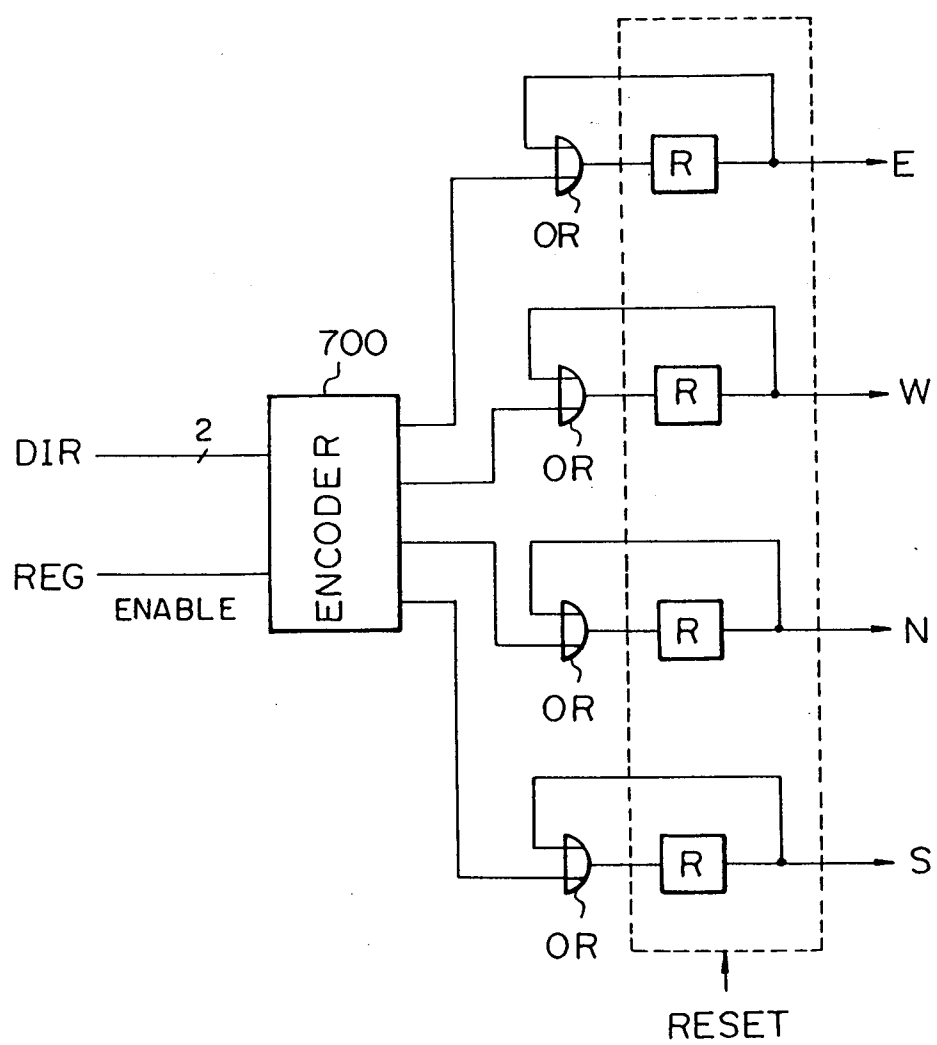 R
E
OR
700
R
W
OR
DIR
2
ENCODER
REG
ENABLE
R
N
OR
R
S
OR
RESET